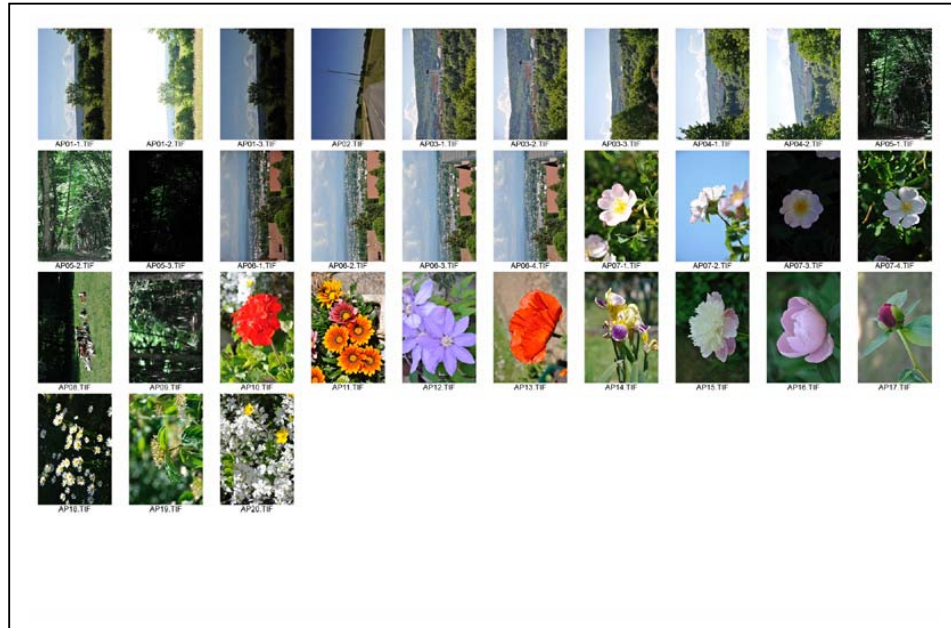 AP01-1.TIF AP01-2.TIF AP01-3.TIF AP02.TIF AP03-1.TIF AP03-2.TIF AP03-3.TIF AP04-1.TIF AP04-2.TIF AP05-1.TIF
AP05-2.TIF AP05-3.TIF AP06-1.TIF AP06-2.TIF AP06-3.TIF AP06-4.TIF AP07-1.TIF AP07-2.TIF AP07-3.TIF AP07-4.TIF
AP08.TIF AP09.TIF AP10.TIF AP11.TIF AP12.TIF AP13.TIF AP14.TIF AP15.TIF AP16.TIF AP17.TIF
AP18.TIF AP19.TIF AP20.TIF